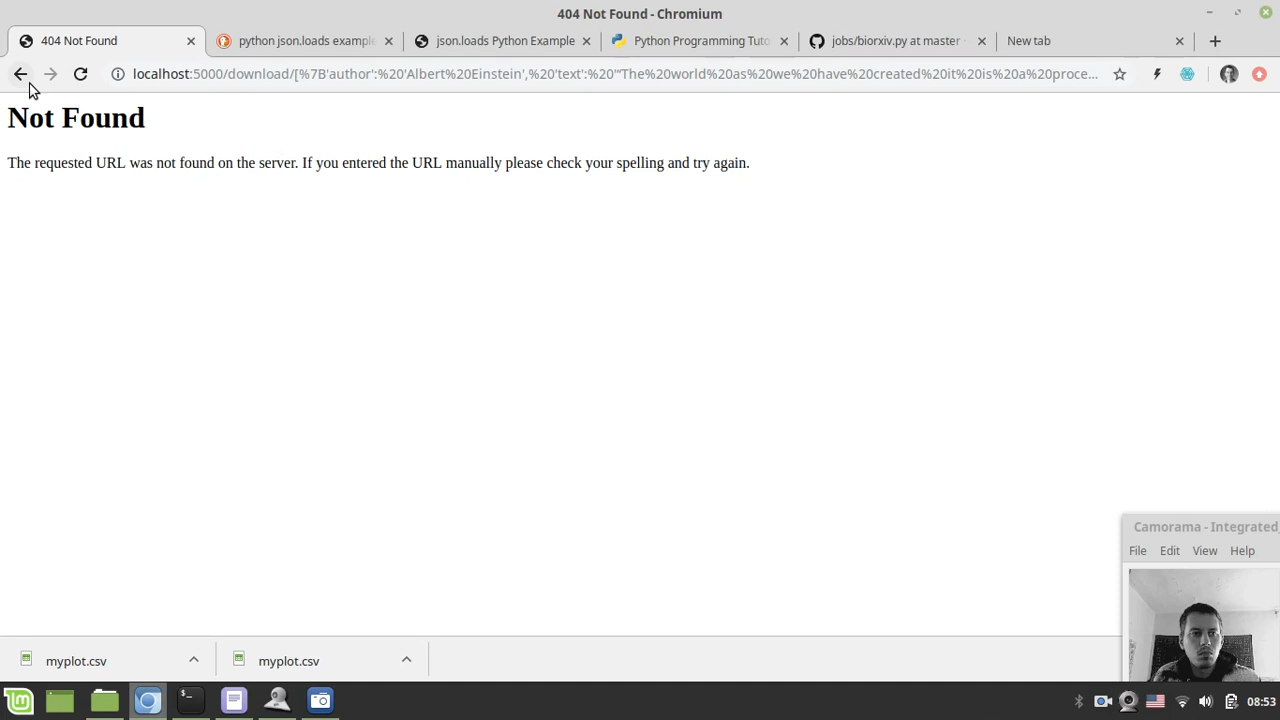 404 Not Found - Chromium
404 Not Found
python json.loads example
json.loads Python Example
Python Programming Tuto
jobs/biorxiv.py at master
New tab
localhost:5000/download/[%7B'author':%20'Albert%20Einstein',%20'text':%20'"The%20world%20as%20we%20have%20created%20it%20is%20a%20proce...
Not Found
The requested URL was not found on the server. If you entered the URL manually please check your spelling and try again.
Camorama - Integrated
File Edit View Help
myplot.csv
myplot.csv
08:53